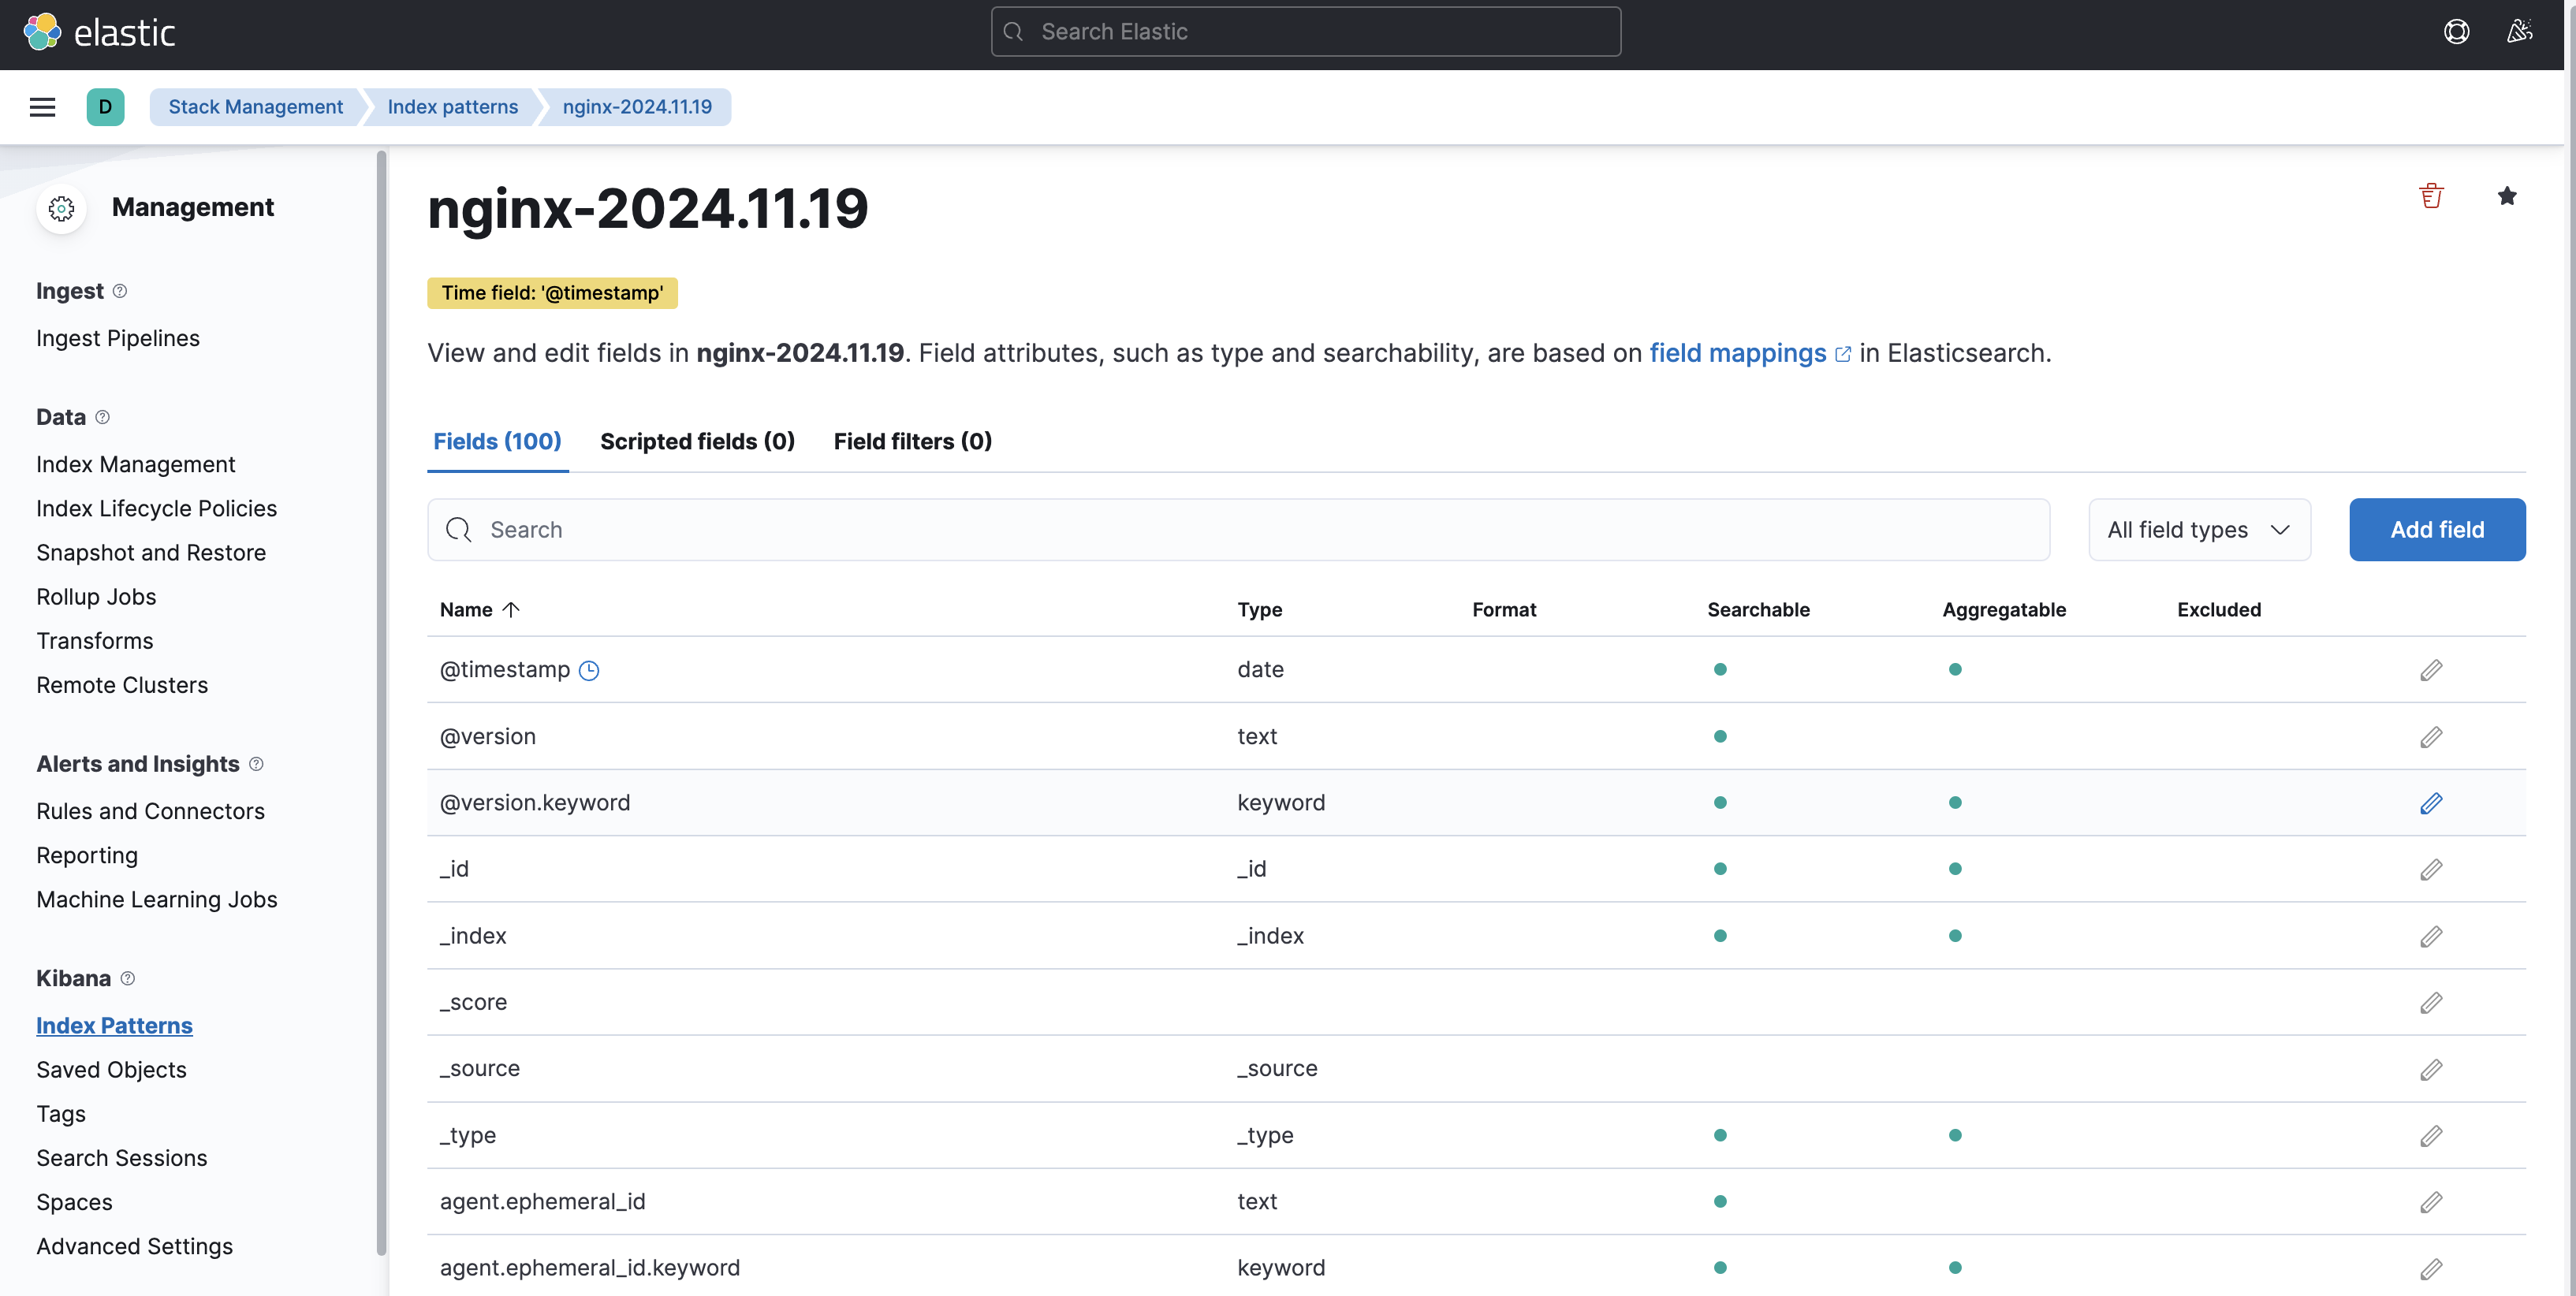 elastic
Search Elastic
D
Stack Management
Index patterns
nginx-2024.11.19
Management
Ingest
Ingest Pipelines
Data
Index Management
Index Lifecycle Policies
Snapshot and Restore
Rollup Jobs
Transforms
Remote Clusters
Alerts and Insights
Rules and Connectors
Reporting
Machine Learning Jobs
Kibana
Index Patterns
Saved Objects
Tags
Search Sessions
Spaces
Advanced Settings
nginx-2024.11.19
Time field: '@timestamp'
View and edit fields in nginx-2024.11.19. Field attributes, such as type and searchability, are based on field mappings in Elasticsearch.
Fields (100) Scripted fields (0) Field filters (0)
Search All field types Add field
Name Type Format Searchable Aggregatable Excluded
@timestamp date
@version text
@version.keyword keyword
_id _id
_index _index
_score
_source _source
_type _type
agent.ephemeral_id text
agent.ephemeral_id.keyword keyword